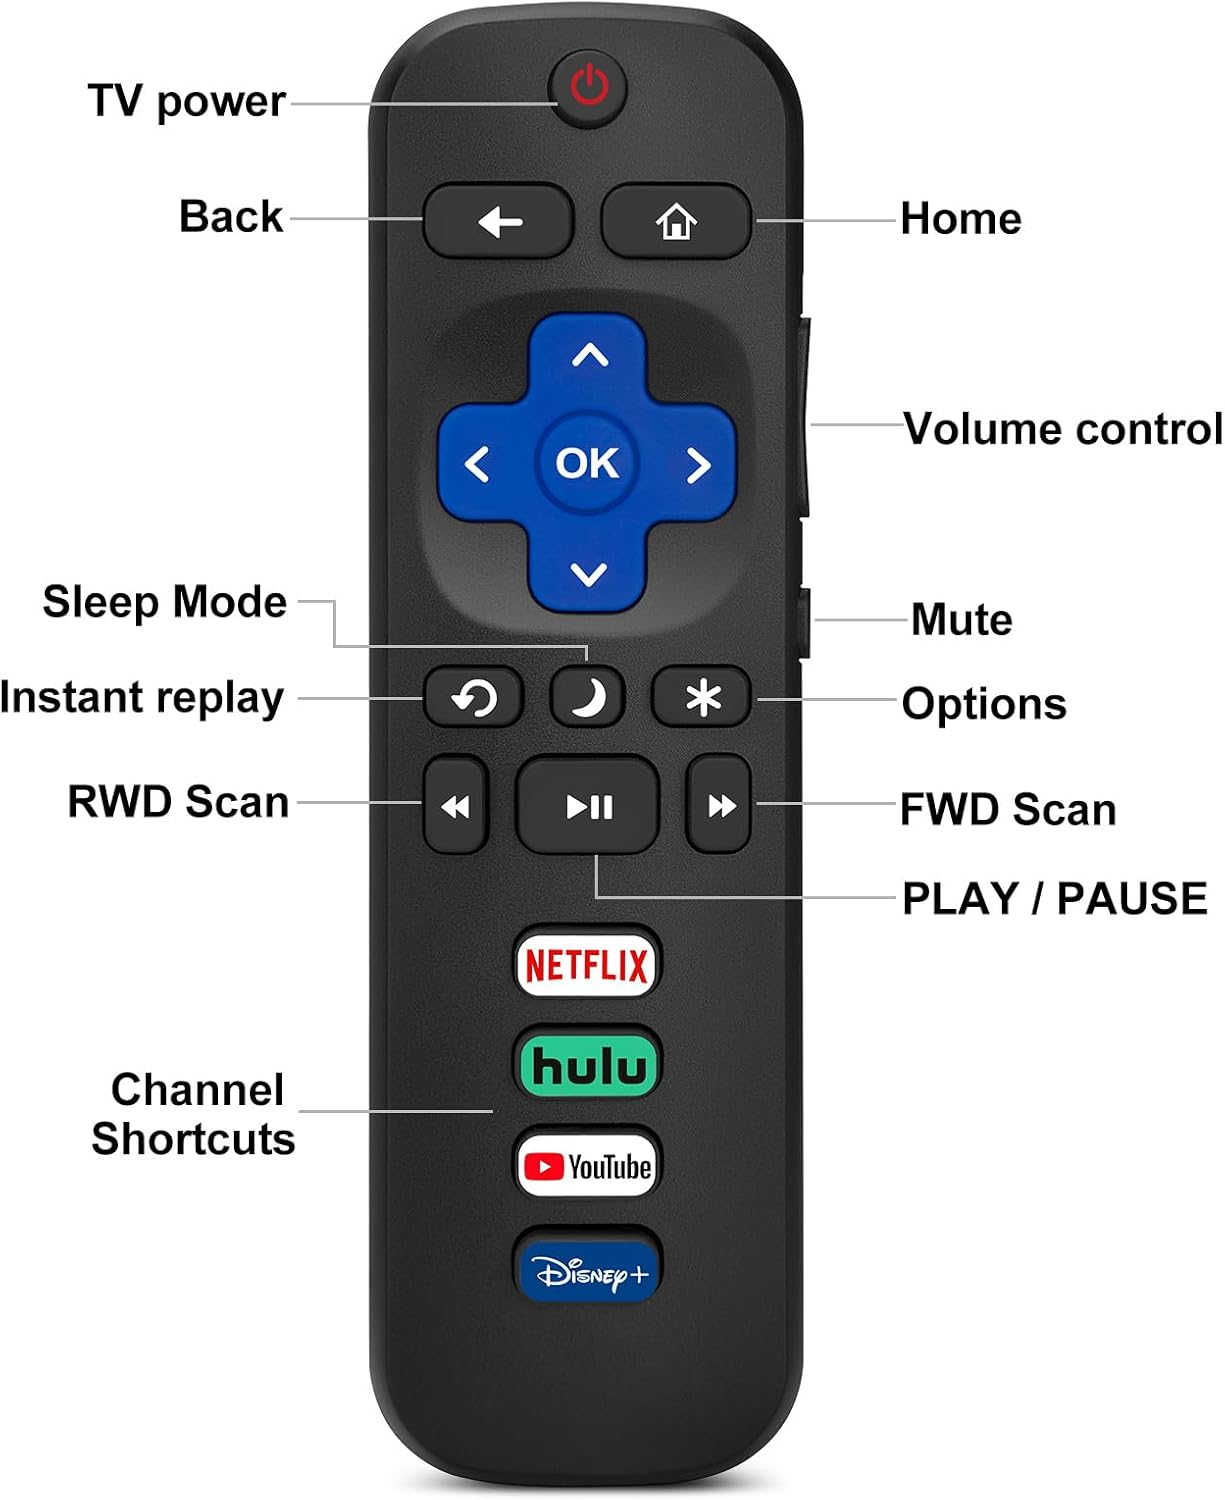 TV power
Back
Home
OK
Volume control
Sleep Mode
Mute
Instant replay
Options
RWD Scan
FWD Scan
PLAY / PAUSE
NETFLIX
hulu
Channel
Shortcuts
YouTube
Disney+